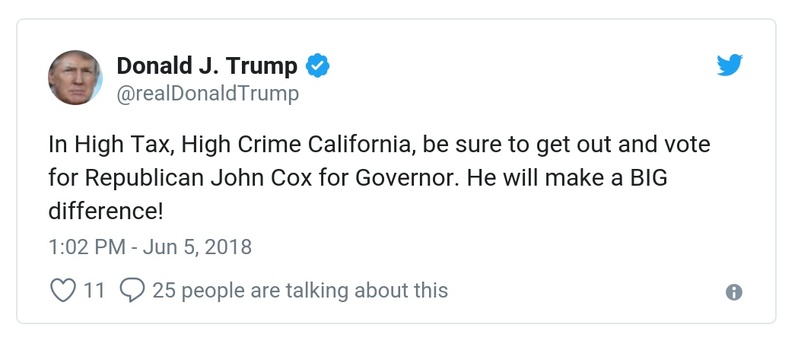 Donald J. Trump
@realDonaldTrump
In High Tax, High Crime California, be sure to get out and vote
for Republican John Cox for Governor. He will make a BIG
difference!
1:02 PM - Jun 5, 2018
11 25 people are talking about this